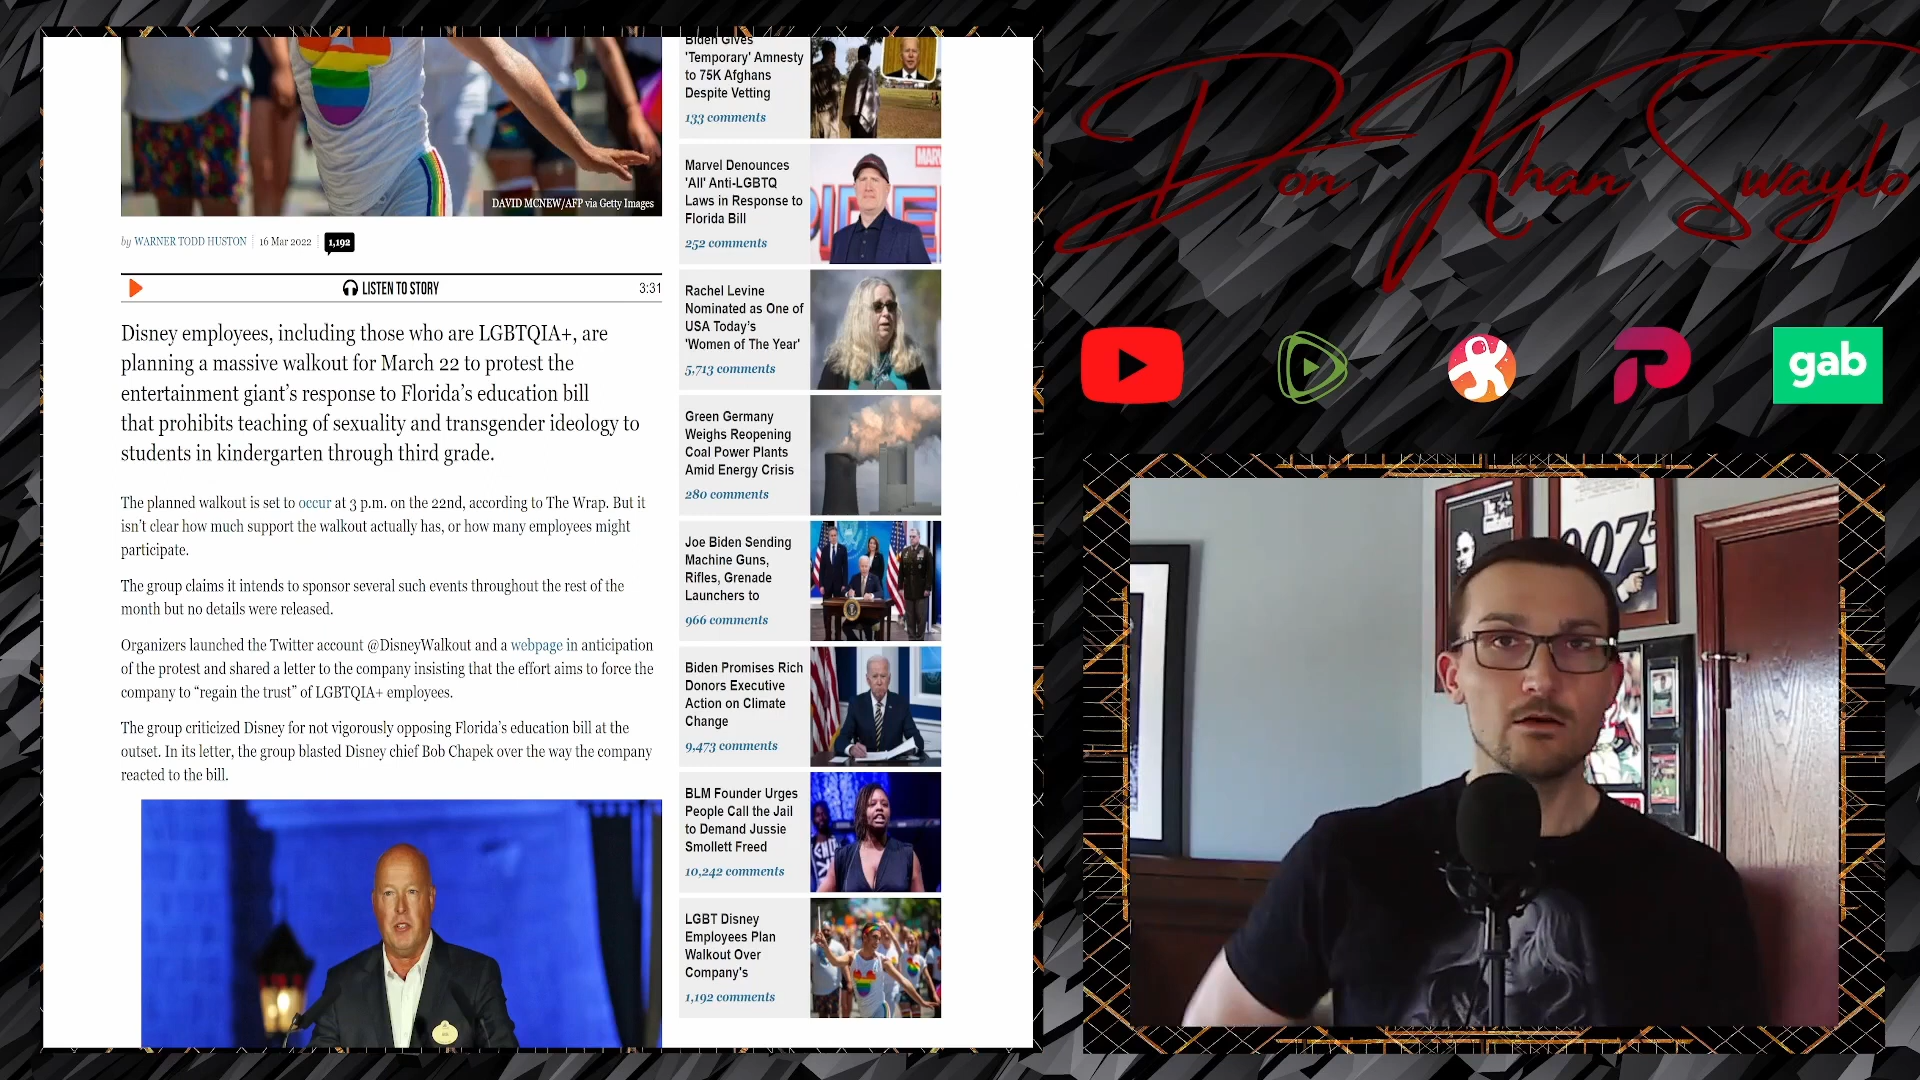 DAVID MCNEW/AFP via Getty Images
by WARNER TODD HUSTON
16 Mar 2022
1,192
LISTEN TO STORY
3:31
Disney employees, including those who are LGBTQIA+, are
planning a massive walkout for March 22 to protest the
entertainment giant’s response to Florida’s education bill
that prohibits teaching of sexuality and transgender ideology to
students in kindergarten through third grade.
The planned walkout is set to occur at 3 p.m. on the 22nd, according to The Wrap. But it
isn’t clear how much support the walkout actually has, or how many employees might
participate.
The group claims it intends to sponsor several such events throughout the rest of the
month but no details were released.
Organizers launched the Twitter account @DisneyWalkout and a webpage in anticipation
of the protest and shared a letter to the company insisting that the effort aims to force the
company to “regain the trust” of LGBTQIA+ employees.
The group criticized Disney for not vigorously opposing Florida’s education bill at the
outset. In its letter, the group blasted Disney chief Bob Chapek over the way the company
reacted to the bill.
Biden Gives
'Temporary' Amnesty
to 75K Afghans
Despite Vetting
133 comments
Marvel Denounces
'All' Anti-LGBTQ
Laws in Response to
Florida Bill
252 comments
MAR
Rachel Levine
Nominated as One of
USA Today’s
'Women of The Year'
5,713 comments
Green Germany
Weighs Reopening
Coal Power Plants
Amid Energy Crisis
280 comments
Joe Biden Sending
Machine Guns,
Rifles, Grenade
Launchers to
966 comments
Biden Promises Rich
Donors Executive
Action on Climate
Change
9,473 comments
BLM Founder Urges
People Call the Jail
to Demand Jussie
Smollett Freed
10,242 comments
LGBT Disney
Employees Plan
Walkout Over
Company's
1,192 comments
Don Khan Swaylo
gab
007